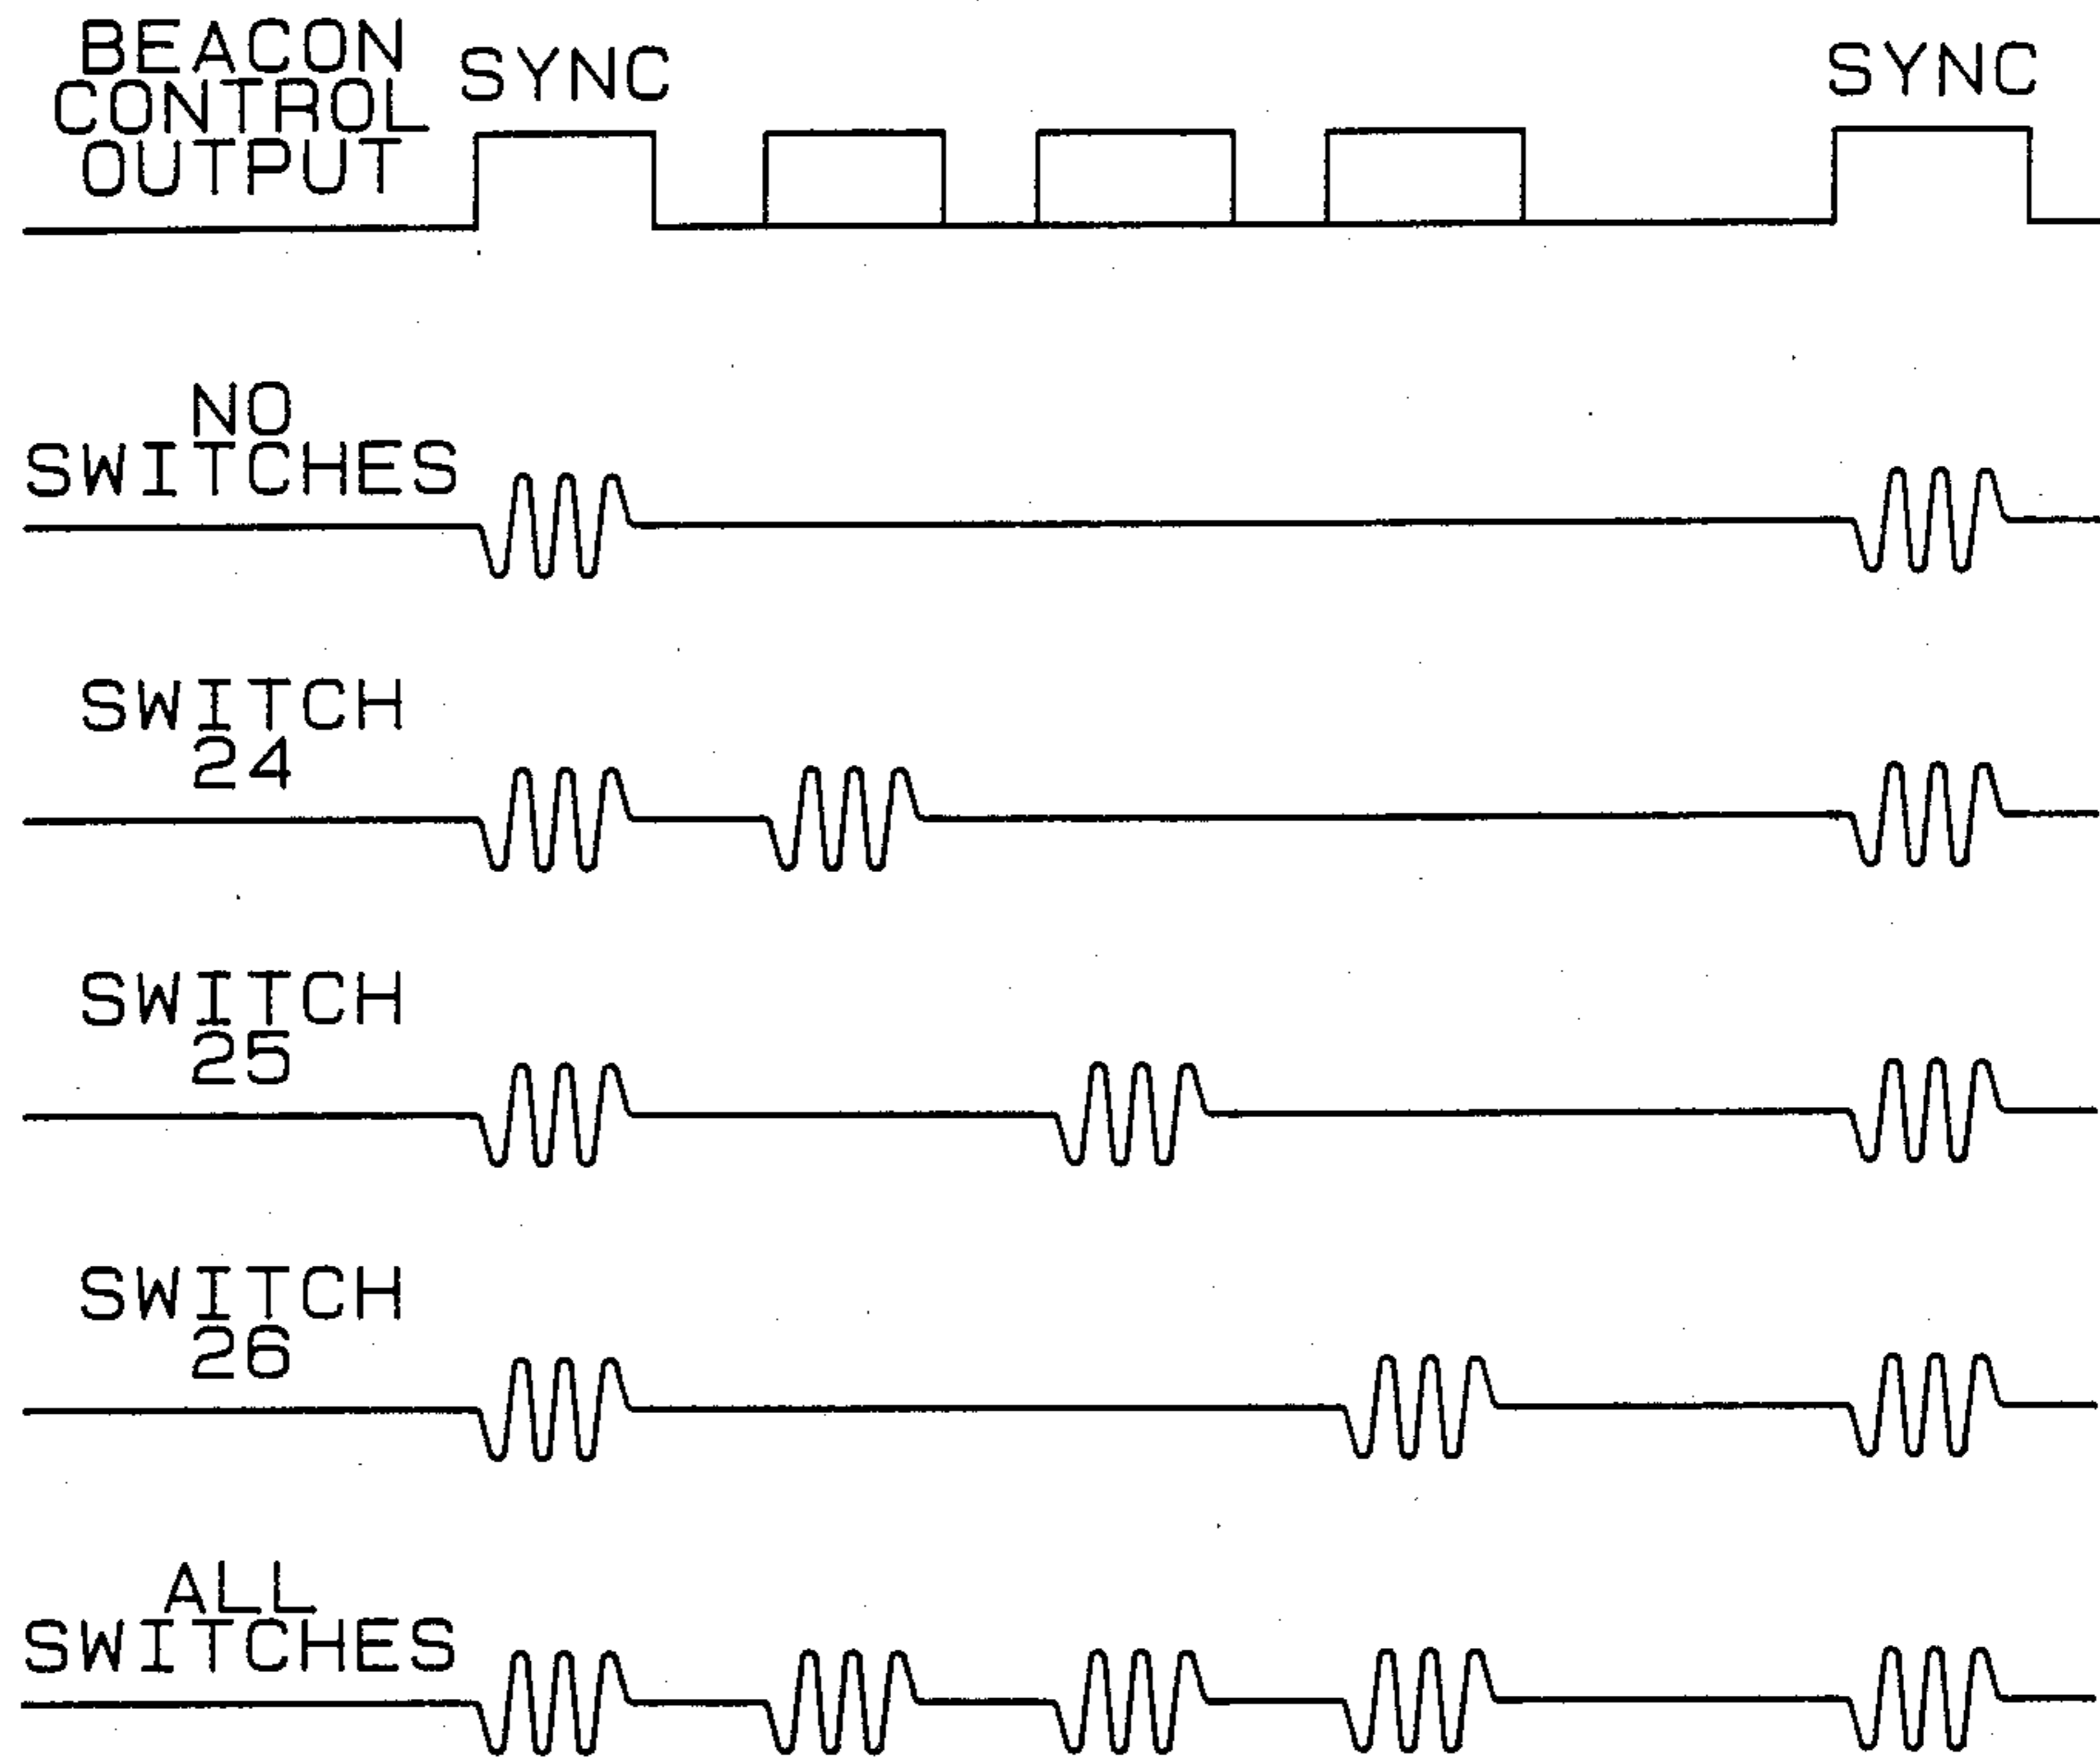 BEACON
CONTROL
OUTPUT
SYNC
SYNC
NO
SWITCHES
SWITCH
24
SWITCH
25
SWITCH
26
ALL
SWITCHES